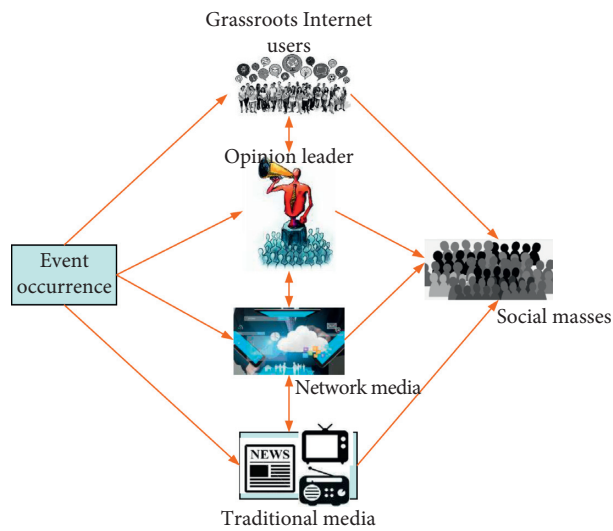 Grassroots Internet
users
Opinion leader
Event
occurrence
Social masses
Network media
NEWS
Traditional media